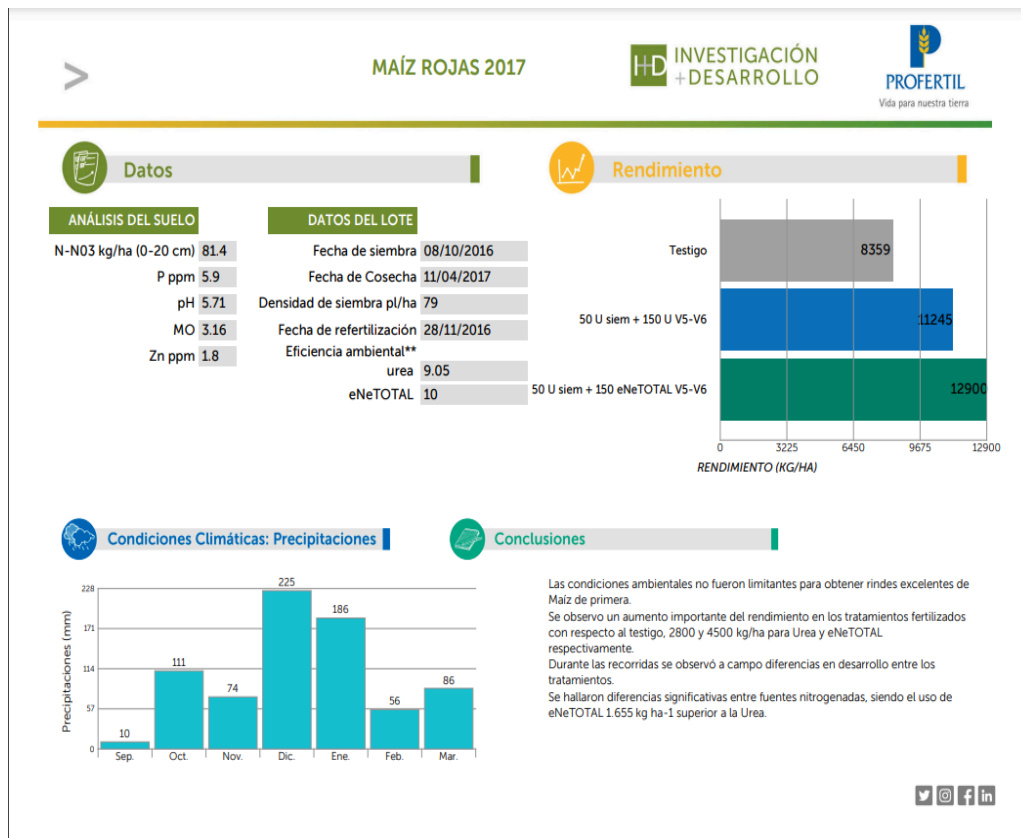 >
MAÍZ ROJAS 2017
I+D INVESTIGACIÓN
+DESARROLLO
PROFERTIL
Vida para nuestra tierra
Datos
ANÁLISIS DEL SUELO
N-N03 kg/ha (0-20 cm) 81.4
P ppm 5.9
pH 5.71
MO 3.16
Zn ppm 1.8
DATOS DEL LOTE
Fecha de siembra 08/10/2016
Fecha de Cosecha 11/04/2017
Densidad de siembra pl/ha 79
Fecha de refertilización 28/11/2016
Eficiencia ambiental**
urea 9.05
eNeTOTAL 10
Rendimiento
Testigo 8359
50 U siem + 150 U V5-V6 11245
50 U siem + 150 eNeTOTAL V5-V6 12900
0 3225 6450 9675 12900
RENDIMIENTO (KG/HA)
Condiciones Climáticas: Precipitaciones
Precipitaciones (mm)
228
171
114
57
0
10 111 74 225 186 56 86
Sep. Oct. Nov. Dic. Ene. Feb. Mar.
Conclusiones
Las condiciones ambientales no fueron limitantes para obtener rindes excelentes de
Maíz de primera.
Se observo un aumento importante del rendimiento en los tratamientos fertilizados
con respecto al testigo, 2800 y 4500 kg/ha para Urea y eNeTOTAL
respectivamente.
Durante las recorridas se observó a campo diferencias en desarrollo entre los
tratamientos.
Se hallaron diferencias significativas entre fuentes nitrogenadas, siendo el uso de
eNeTOTAL 1.655 kg ha-1 superior a la Urea.